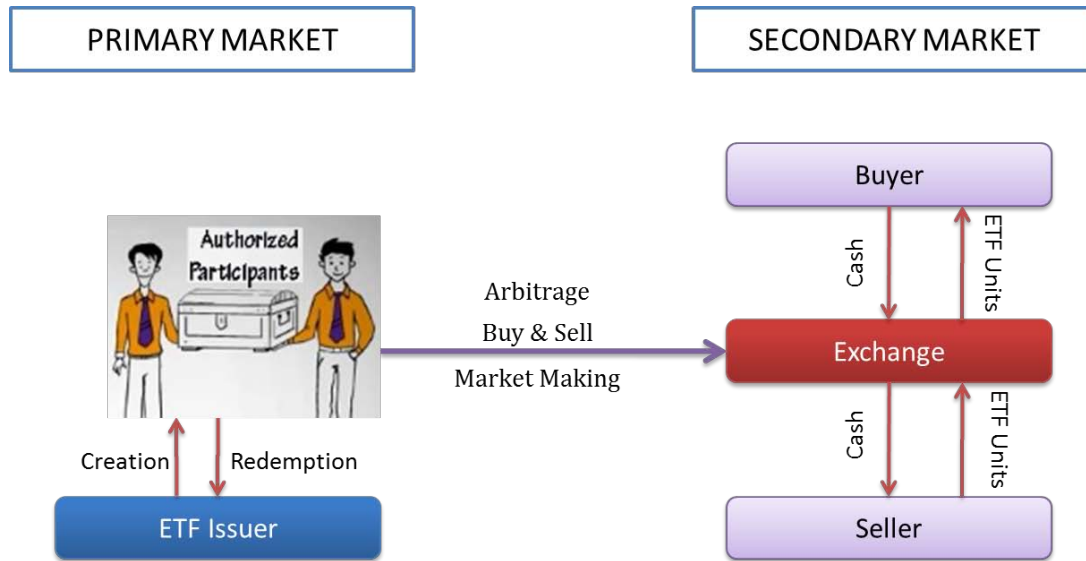 PRIMARY MARKET
SECONDARY MARKET
Authorized
Participants
Creation
Redemption
ETF Issuer
Arbitrage
Buy & Sell
Market Making
Buyer
Cash
ETF Units
Exchange
Cash
ETF Units
Seller